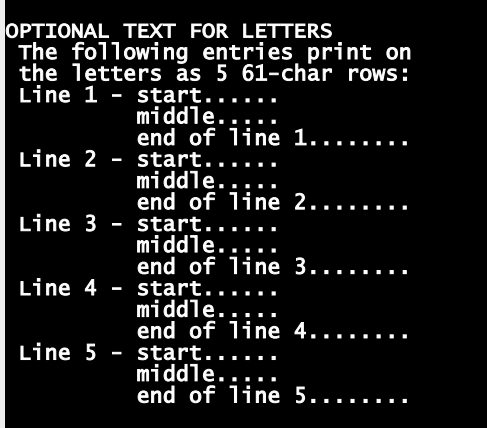 OPTIONAL TEXT FOR LETTERS
The following entries print on
the letters as 5 61-char rows:
Line 1 - start......
middle.....
end of line 1........
Line 2 - start......
middle.....
end of line 2........
Line 3 - start......
middle.....
end of line 3........
Line 4 - start......
middle.....
end of line 4........
Line 5 - start......
middle.....
end of line 5........